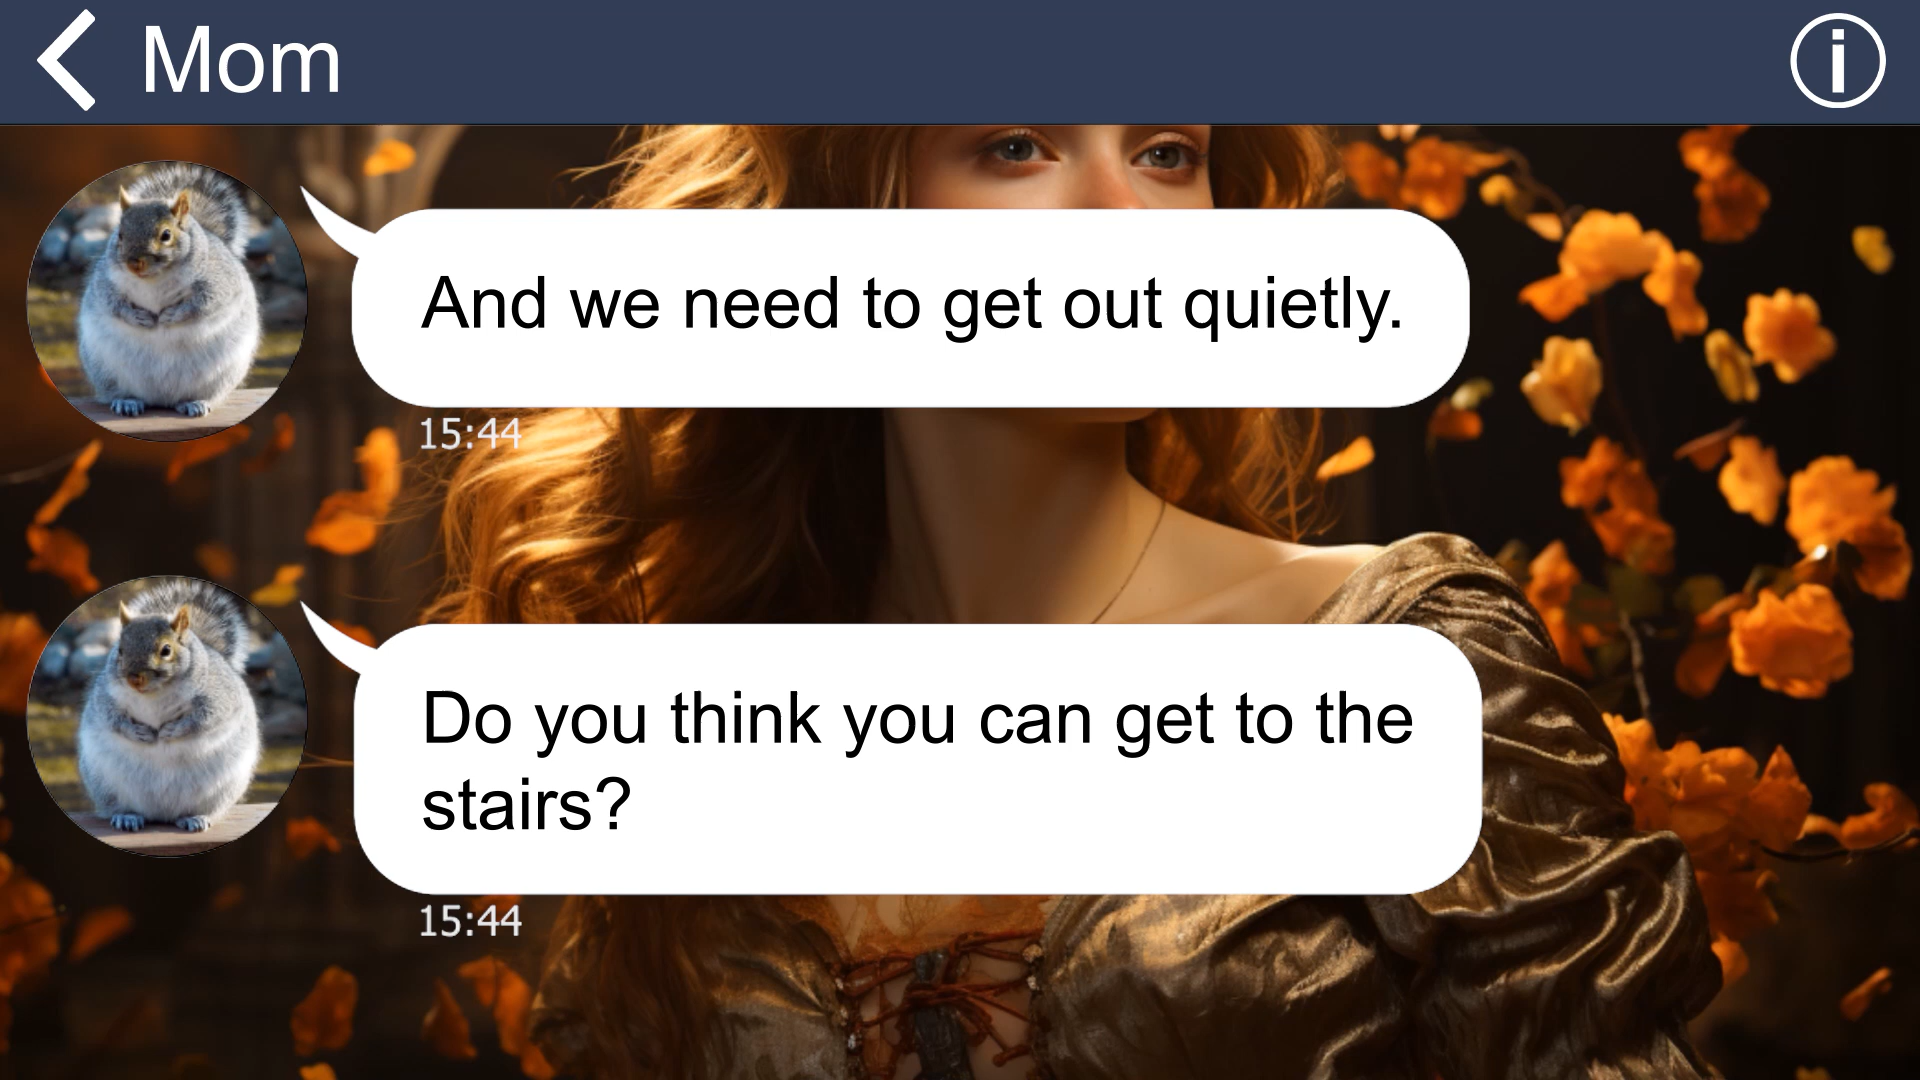 Mom
And we need to get out quietly.
15:44
Do you think you can get to the
stairs?
15:44